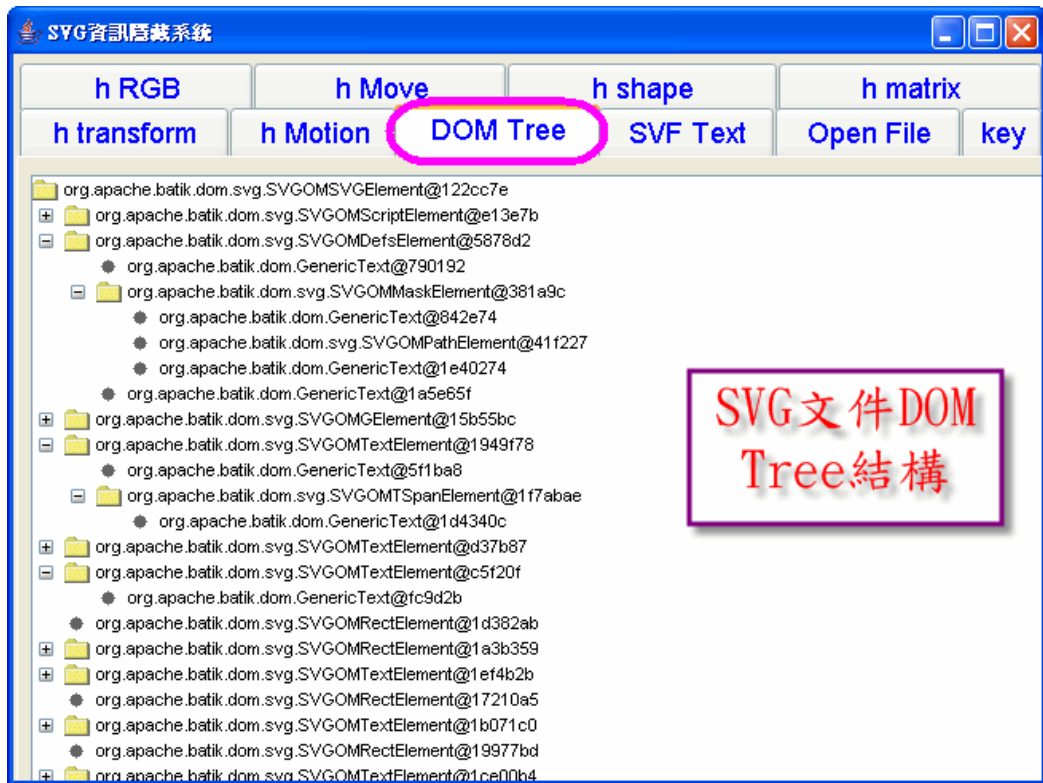 SVG資訊隱藏系統
h RGB h Move h shape h matrix
h transform h Motion DOM Tree SVF Text Open File key
org.apache.batik.dom.svg.SVGOMSVGElement@122cc7e
org.apache.batik.dom.svg.SVGOMScriptElement@e13e7b
org.apache.batik.dom.svg.SVGOMDefsElement@5878d2
org.apache.batik.dom.GenericText@790192
org.apache.batik.dom.svg.SVGOMMaskElement@381a9c
org.apache.batik.dom.GenericText@842e74
org.apache.batik.dom.svg.SVGOMPathElement@41f227
org.apache.batik.dom.GenericText@1e40274
org.apache.batik.dom.GenericText@1a5e65f
org.apache.batik.dom.svg.SVGOMGElement@15b55bc
org.apache.batik.dom.svg.SVGOMTextElement@1949f78
org.apache.batik.dom.GenericText@5f1ba8
org.apache.batik.dom.svg.SVGOMTSpanElement@1f7abae
org.apache.batik.dom.GenericText@1d4340c
org.apache.batik.dom.svg.SVGOMTextElement@d37b87
org.apache.batik.dom.svg.SVGOMTextElement@c5f20f
org.apache.batik.dom.GenericText@fc9d2b
org.apache.batik.dom.svg.SVGOMRectElement@1d382ab
org.apache.batik.dom.svg.SVGOMRectElement@1a3b359
org.apache.batik.dom.svg.SVGOMTextElement@1ef4b2b
org.apache.batik.dom.svg.SVGOMRectElement@17210a5
org.apache.batik.dom.svg.SVGOMTextElement@1b071c0
org.apache.batik.dom.svg.SVGOMRectElement@19977bd
org.apache.batik.dom.svg.SVGOMTextElement@1ce00b4
SVG文件DOM
Tree結構